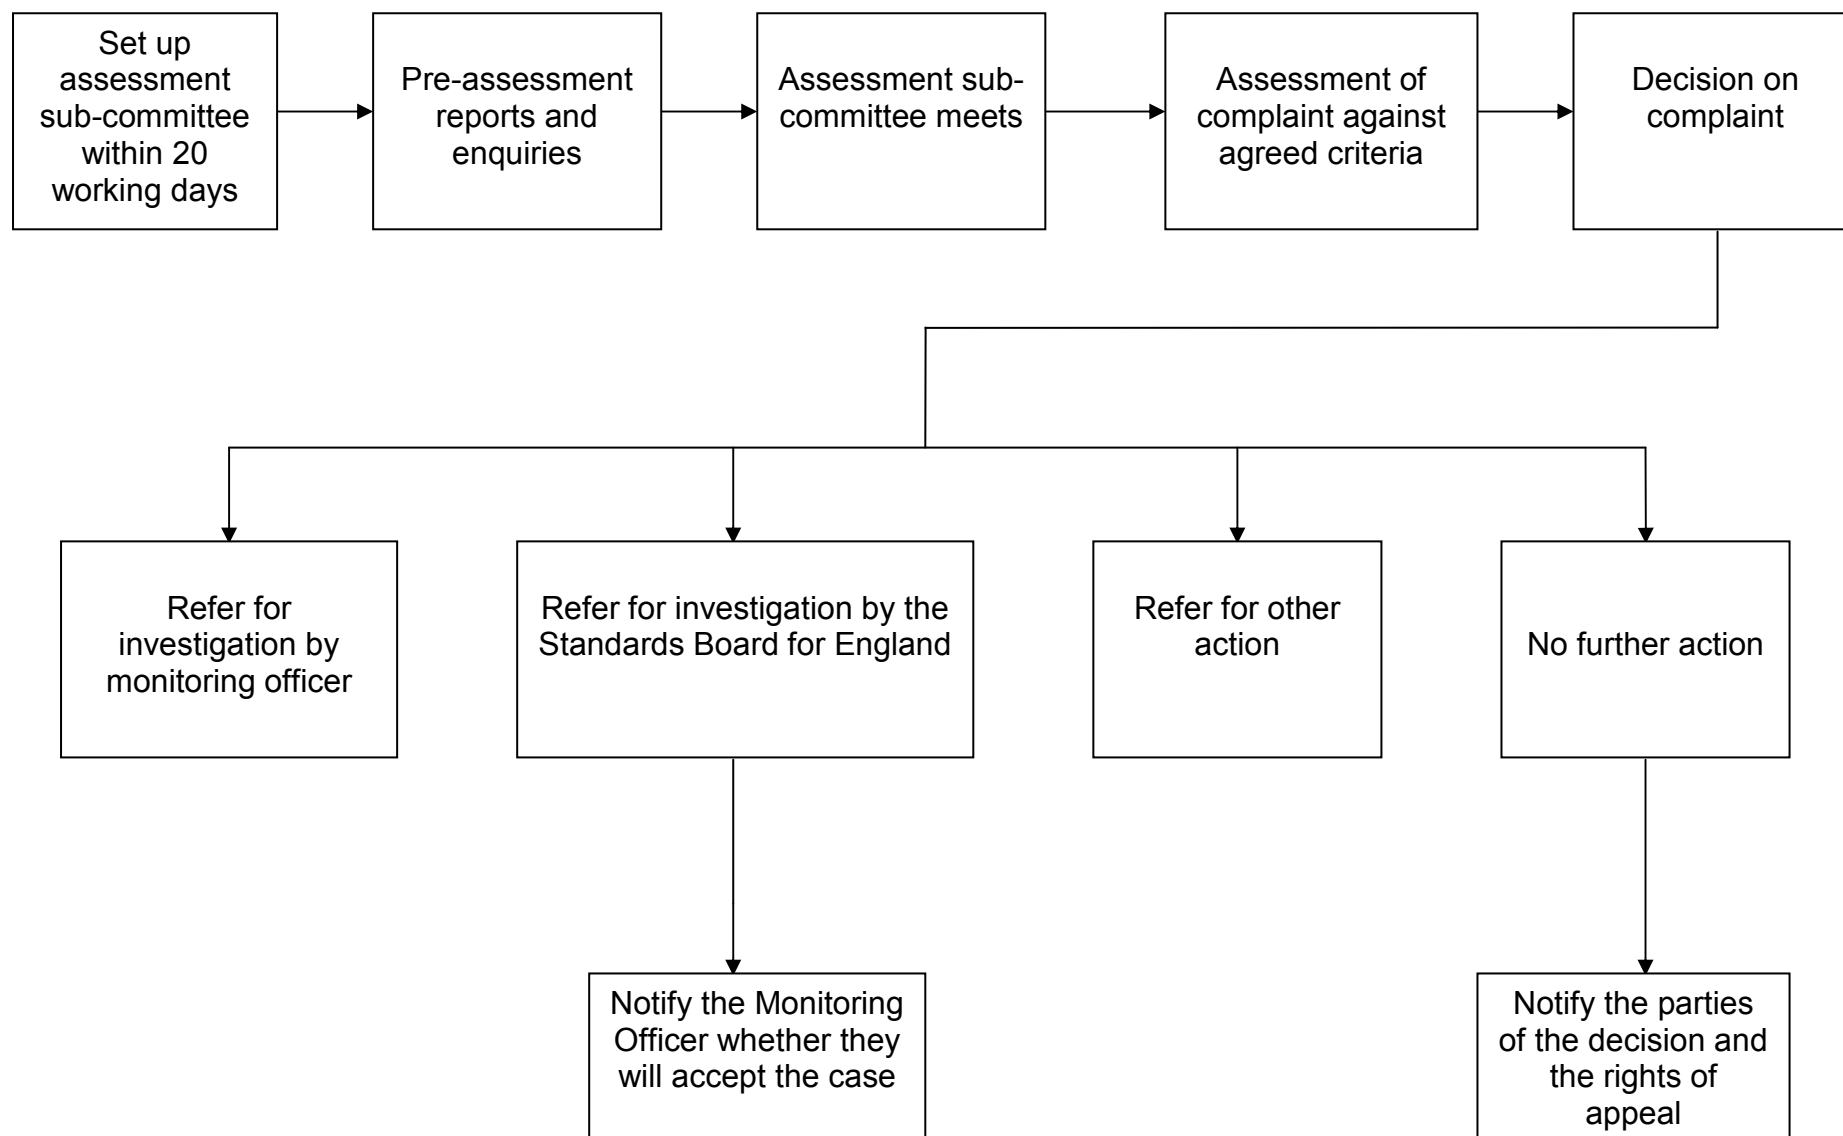 Set up
assessment
sub-committee
within 20
working days
Pre-assessment
reports and
enquiries
Assessment sub-
committee meets
Assessment of
complaint against
agreed criteria
Decision on
complaint
Refer for
investigation by
monitoring officer
Refer for investigation by the
Standards Board for England
Refer for other
action
No further action
Notify the Monitoring
Officer whether they
will accept the case
Notify the parties
of the decision and
the rights of
appeal